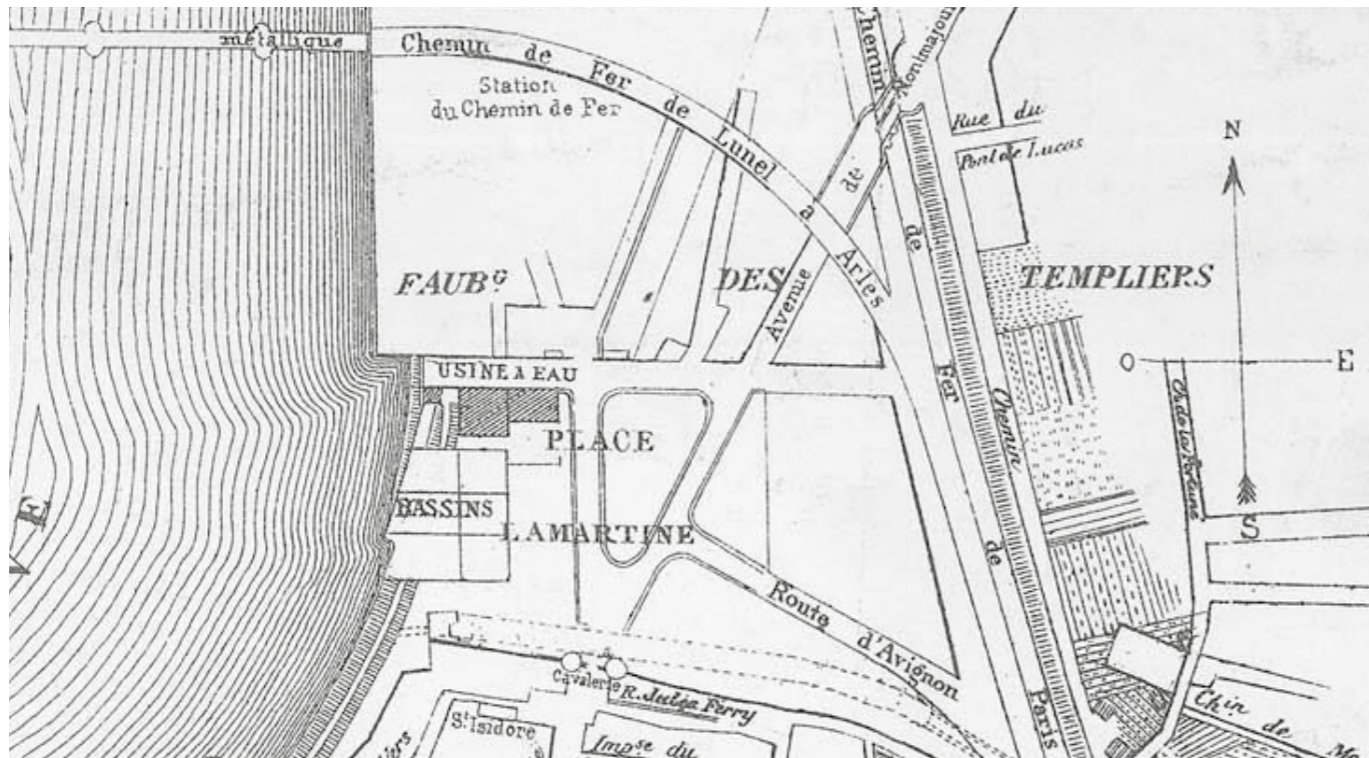 métallique
Chemin de Fer de Lunel à Arles
Station
du Chemin de Fer
Chemin de Fer de Paris
Avenue de Montmajour
Rue du
Pont de Lucas
N
FAUBG DES TEMPLIERS
O
E
S
USINE A EAU
PLACE
LAMARTINE
BASSINS
E
Chemin
Route d'Avignon
Cavalerie
R. Jules Ferry
St Isidore
Impse du
Chin de